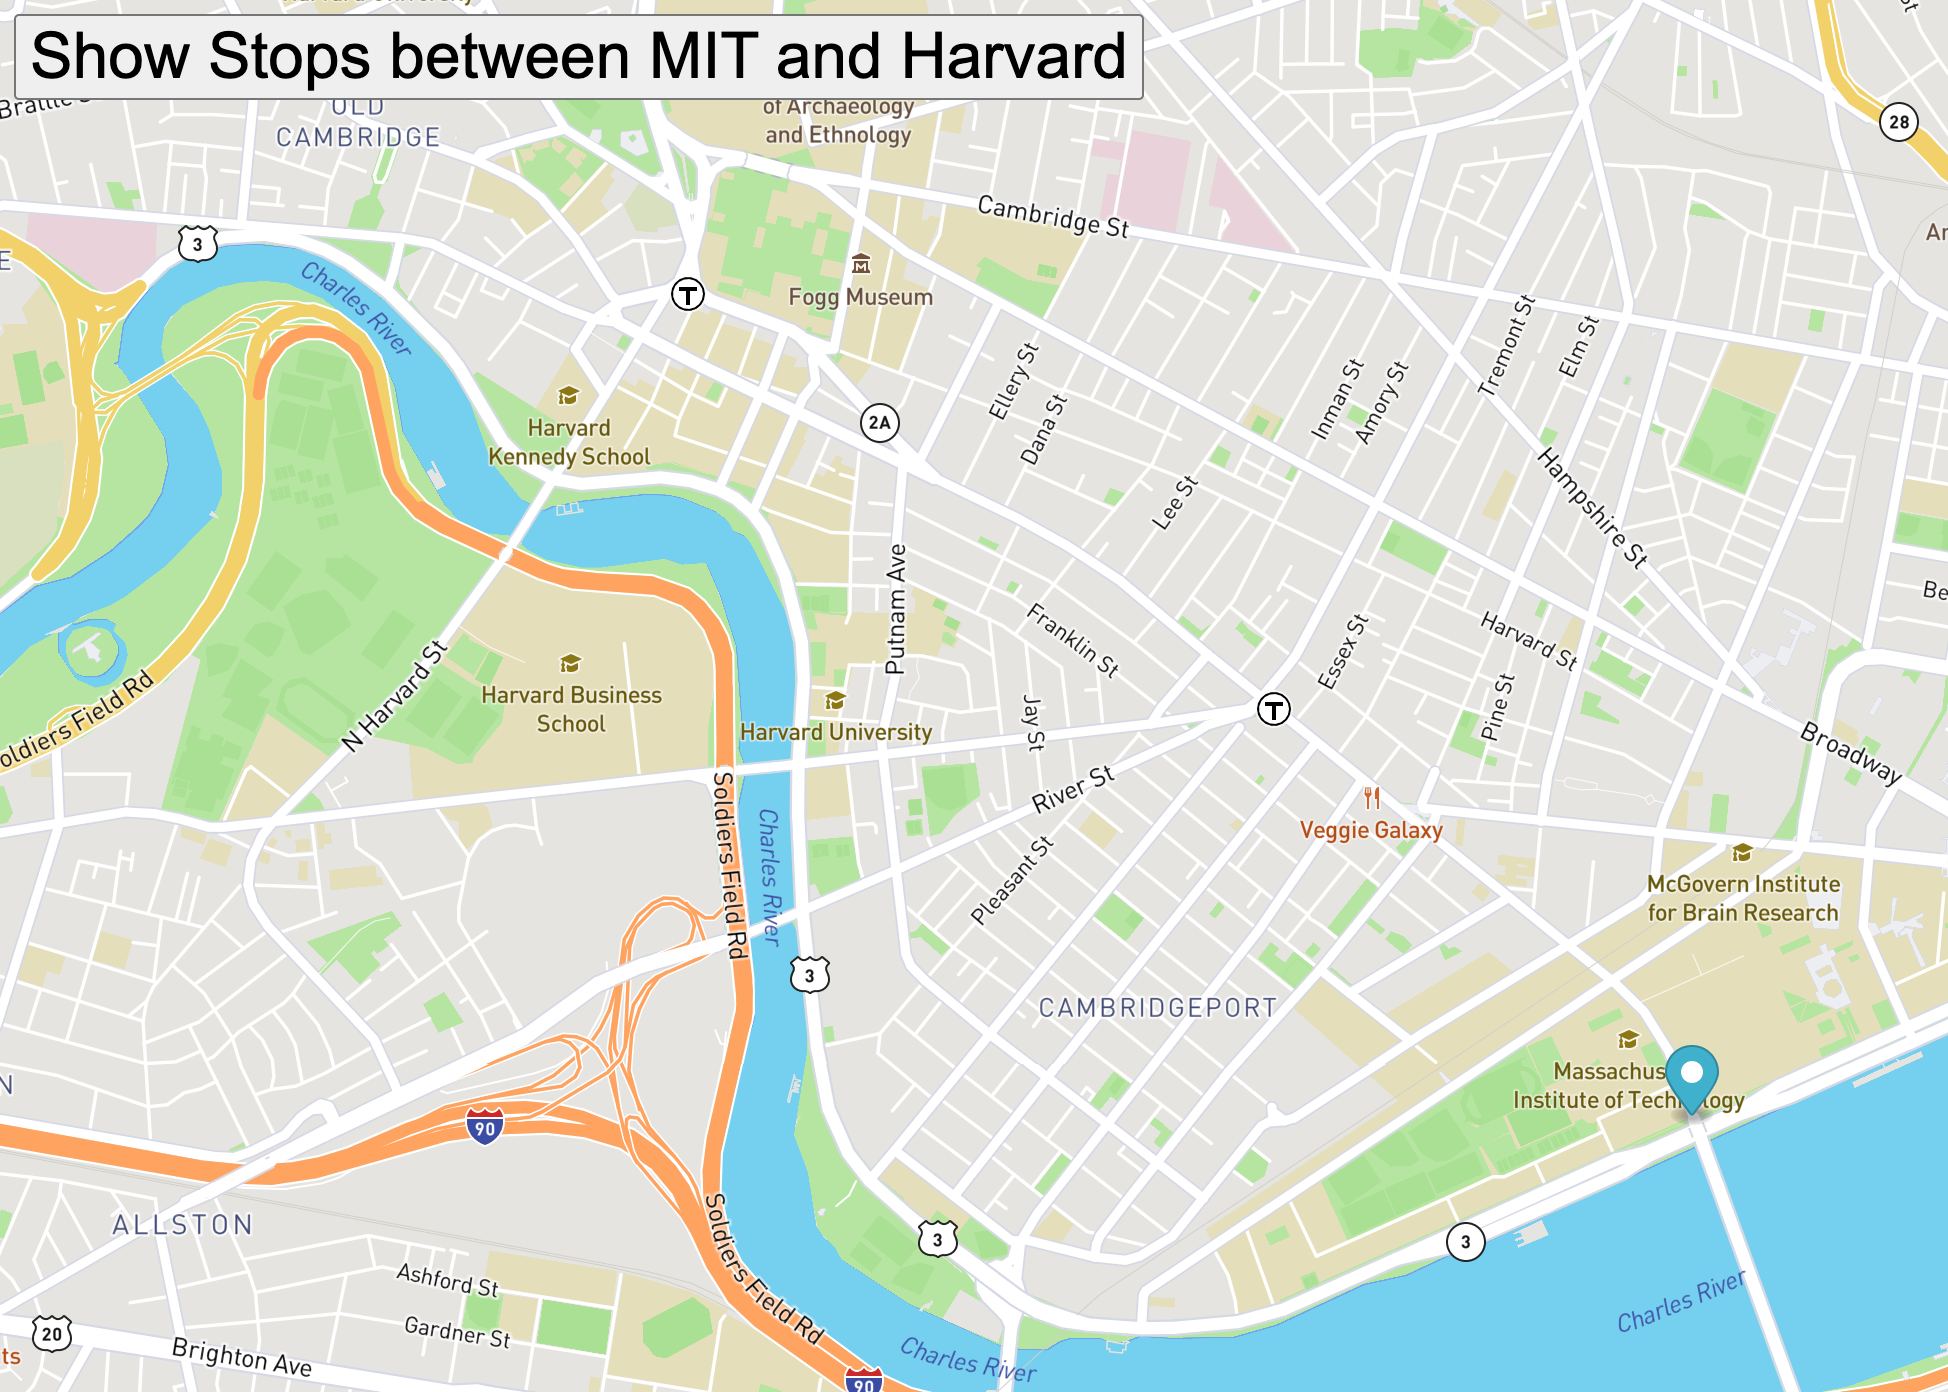 Show Stops between MIT and Harvard
28
OLD
CAMBRIDGE
of Archaeology
and Ethnology
Cambridge St
3
Charles River
T
Fogg Museum
Ellery St
Dana St
2A
Inman St
Amory St
Tremont St
Elm St
Harvard
Kennedy School
Lee St
Hampshire St
Putnam Ave
Franklin St
Essex St
Harvard St
Pine St
Broadway
Be
N Harvard St
Soldiers Field Rd
Harvard Business
School
Harvard University
Jay St
T
River St
Soldiers Field Rd
Charles River
Pleasant St
Veggie Galaxy
McGovern Institute
for Brain Research
3
CAMBRIDGEPORT
Massachus
Institute of Technology
N
90
ALLSTON
Ashford St
Gardner St
20
ts
Brighton Ave
Soldiers Field Rd
3
3
Charles River
Charles River
90